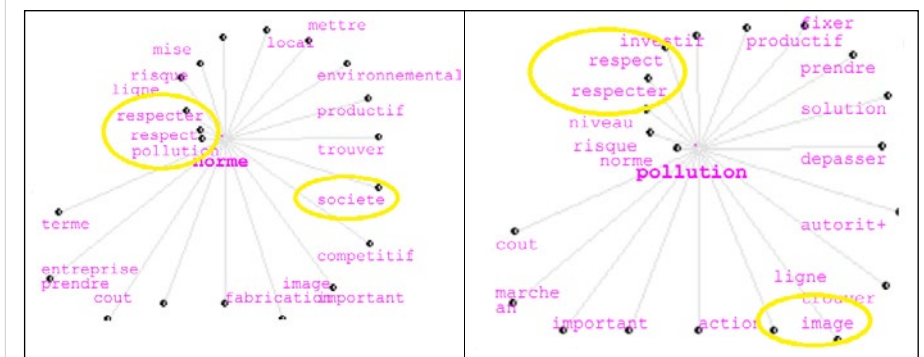 mettre
local
mise
risque
environnemental
ligne
productif
respecter
respect
trouver
pollution
norme
societe
terme
competitif
entreprise
prendre
image
cout
fabrication
important
fixer
investir
productif
respect
prendre
respecter
solution
niveau
risque
depasser
norme
pollution
autorit+
cout
ligne
marche
an
trouver
important
action
image